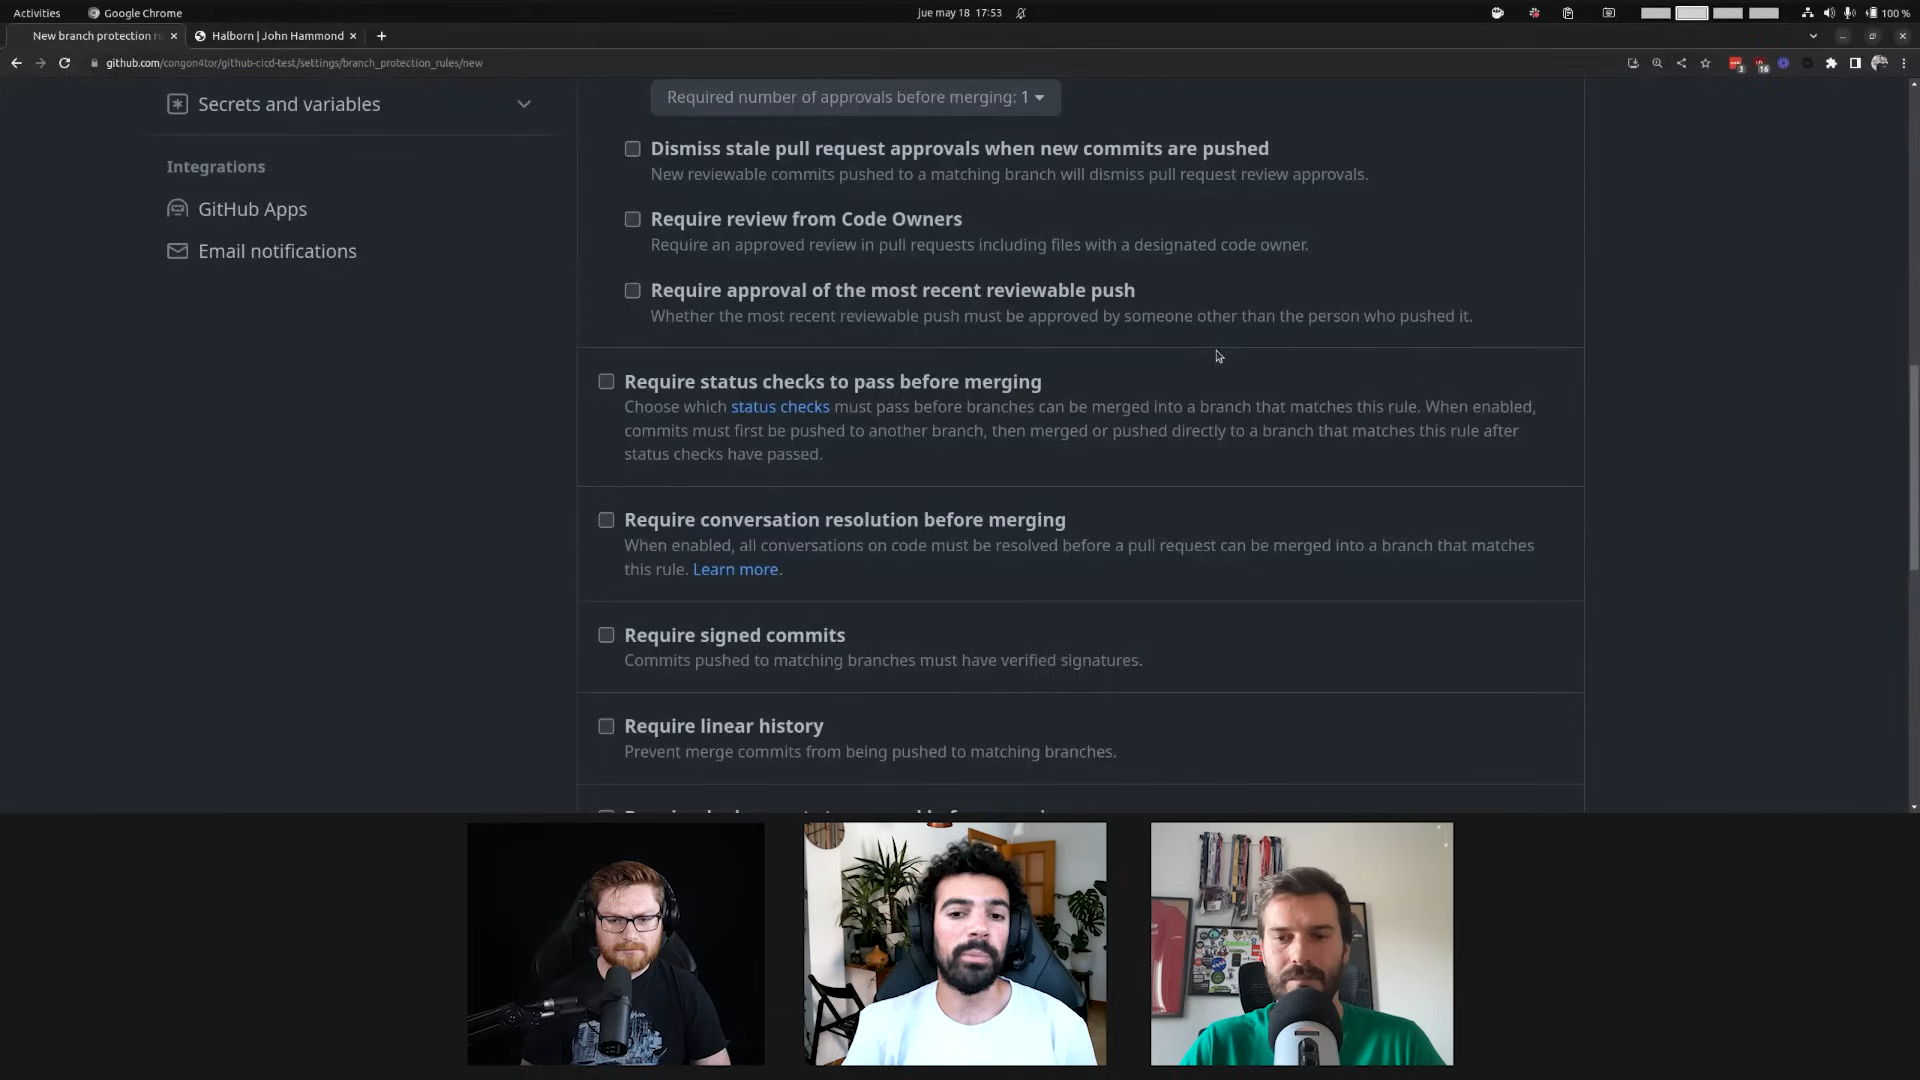 Activities
Google Chrome
jue may 18 17:53
100 %
New branch protection r
Halborn | John Hammond
github.com/congon4tor/github-cicd-test/settings/branch_protection_rules/new
3
16
Secrets and variables
Integrations
GitHub Apps
Email notifications
Required number of approvals before merging: 1
Dismiss stale pull request approvals when new commits are pushed
New reviewable commits pushed to a matching branch will dismiss pull request review approvals.
Require review from Code Owners
Require an approved review in pull requests including files with a designated code owner.
Require approval of the most recent reviewable push
Whether the most recent reviewable push must be approved by someone other than the person who pushed it.
Require status checks to pass before merging
Choose which status checks must pass before branches can be merged into a branch that matches this rule. When enabled,
commits must first be pushed to another branch, then merged or pushed directly to a branch that matches this rule after
status checks have passed.
Require conversation resolution before merging
When enabled, all conversations on code must be resolved before a pull request can be merged into a branch that matches
this rule. Learn more.
Require signed commits
Commits pushed to matching branches must have verified signatures.
Require linear history
Prevent merge commits from being pushed to matching branches.